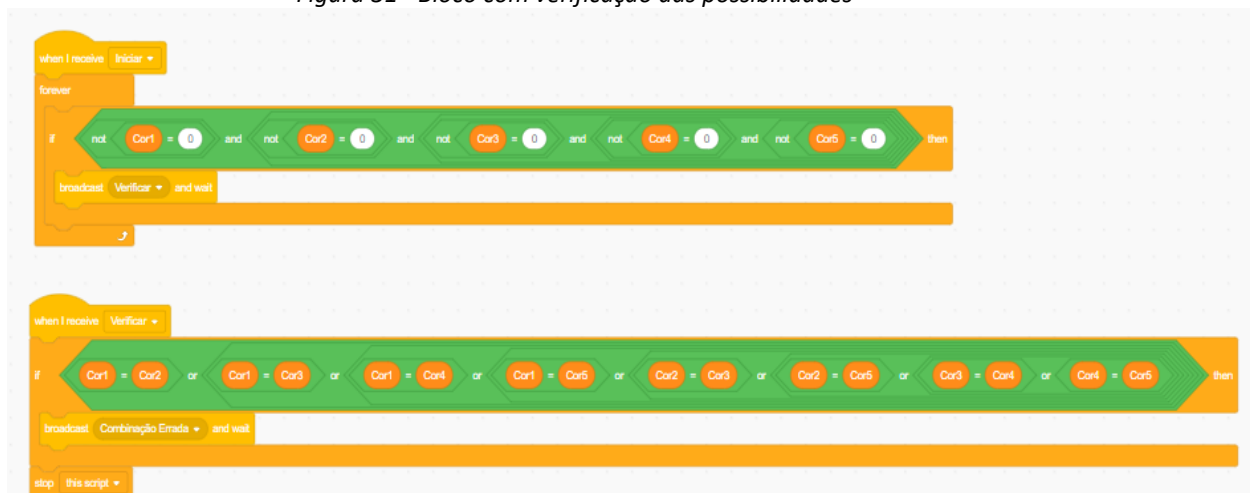 Figura 31 - Bloco com verificação das possibilidades
when I receive Iniciar
forever
if not Cor1 = 0 and not Cor2 = 0 and not Cor3 = 0 and not Cor4 = 0 and not Cor5 = 0 then
broadcast Verificar and wait
when I receive Verificar
if Cor1 = Cor2 or Cor1 = Cor3 or Cor1 = Cor4 or Cor1 = Cor5 or Cor2 = Cor3 or Cor2 = Cor5 or Cor3 = Cor4 or Cor4 = Cor5 then
broadcast Combinação Errada and wait
stop this script